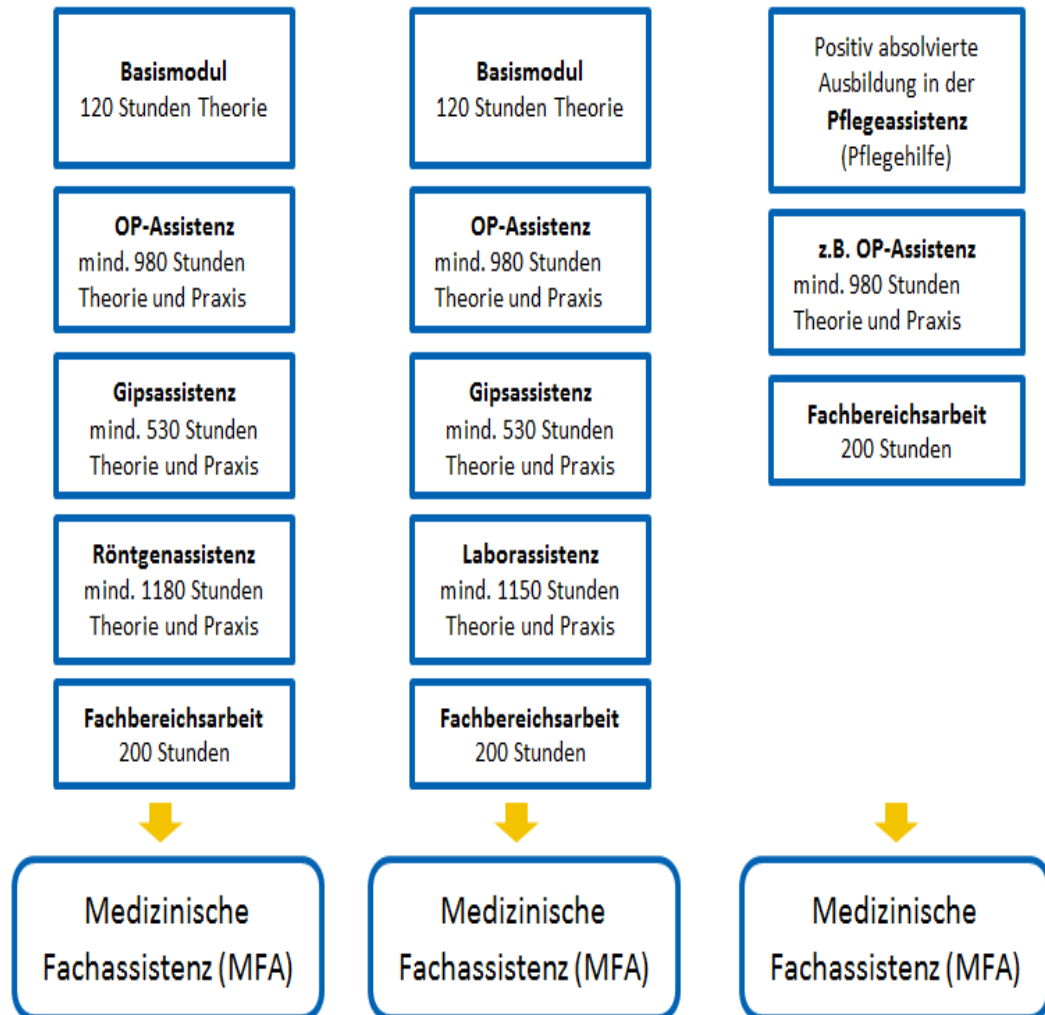 Basismodul
120 Stunden Theorie
OP-Assistenz
mind. 980 Stunden
Theorie und Praxis
Gipsassistenz
mind. 530 Stunden
Theorie und Praxis
Röntgenassistenz
mind. 1180 Stunden
Theorie und Praxis
Fachbereichsarbeit
200 Stunden
Medizinische
Fachassistenz (MFA)
Basismodul
120 Stunden Theorie
OP-Assistenz
mind. 980 Stunden
Theorie und Praxis
Gipsassistenz
mind. 530 Stunden
Theorie und Praxis
Laborassistenz
mind. 1150 Stunden
Theorie und Praxis
Fachbereichsarbeit
200 Stunden
Medizinische
Fachassistenz (MFA)
Positiv absolvierte
Ausbildung in der
Pflegeassistenz
(Pflegehilfe)
z.B. OP-Assistenz
mind. 980 Stunden
Theorie und Praxis
Fachbereichsarbeit
200 Stunden
Medizinische
Fachassistenz (MFA)